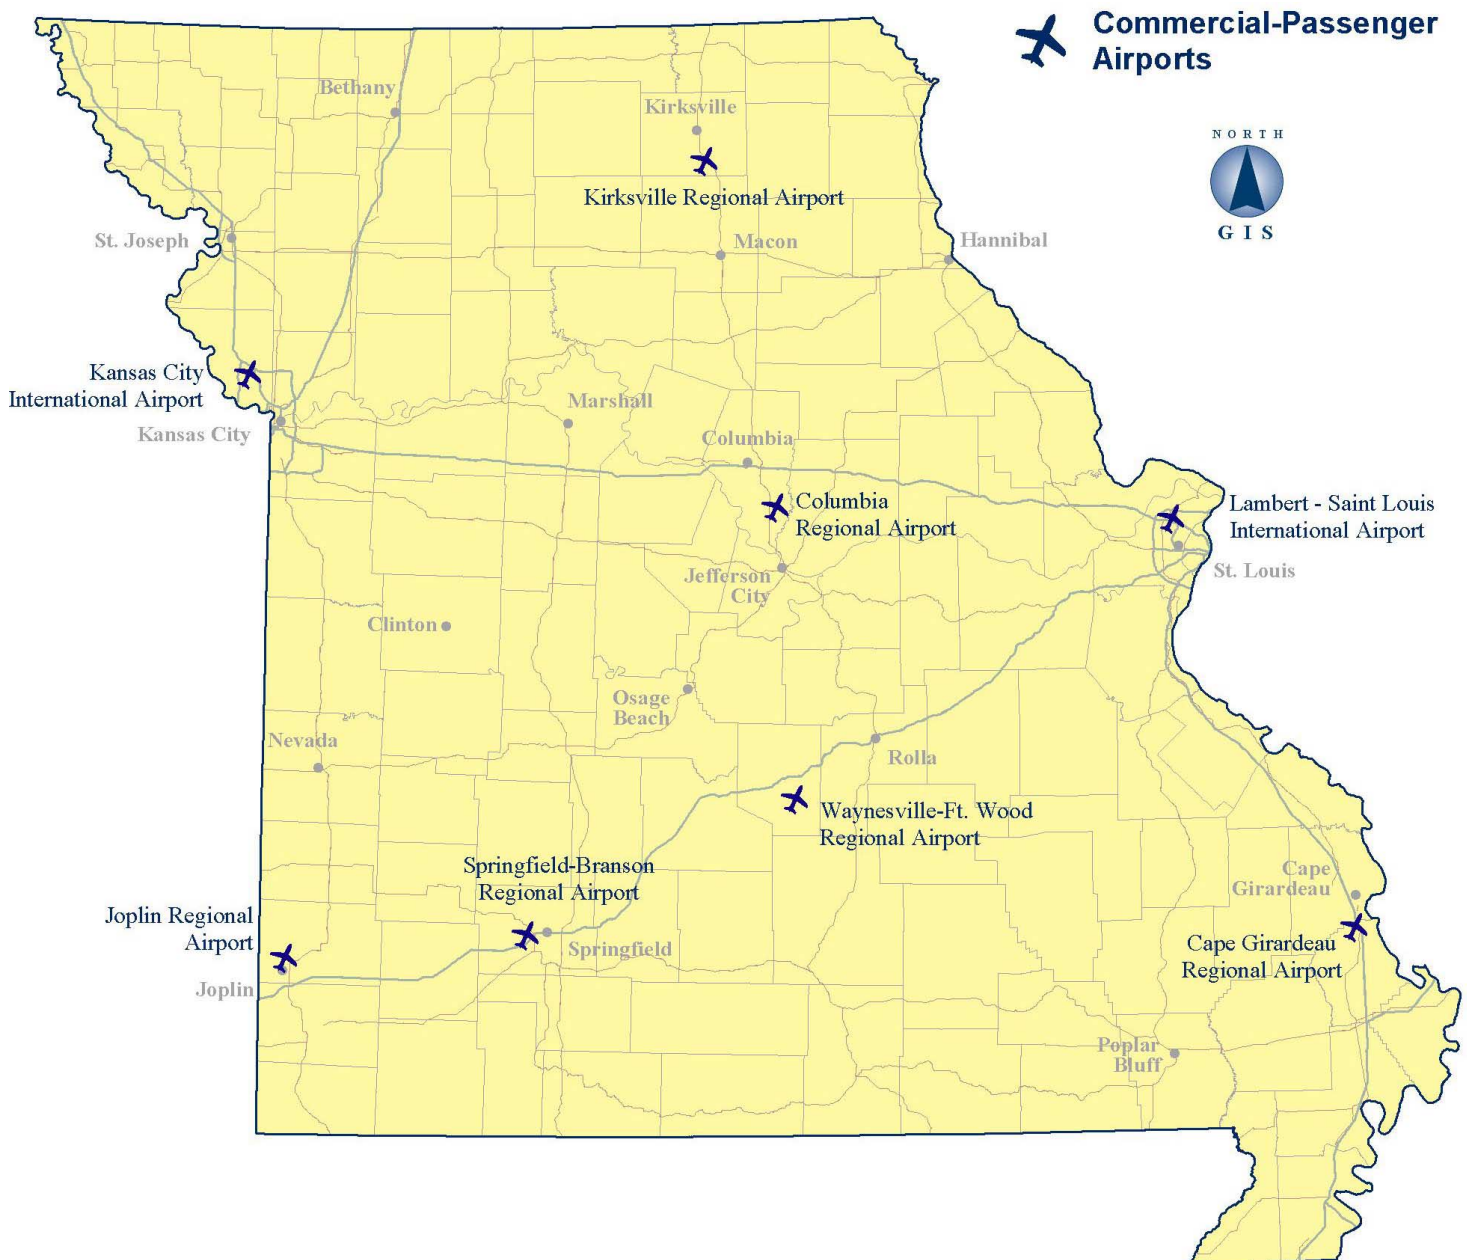 Commercial-Passenger
Airports
NORTH
GIS
Bethany
Kirksville
Kirksville Regional Airport
St. Joseph
Macon
Hannibal
Kansas City
International Airport
Kansas City
Marshall
Columbia
Columbia
Regional Airport
Lambert - Saint Louis
International Airport
St. Louis
Jefferson
City
Clinton
Osage
Beach
Nevada
Rolla
Waynesville-Ft. Wood
Regional Airport
Springfield-Branson
Regional Airport
Springfield
Joplin Regional
Airport
Joplin
Cape
Girardeau
Cape Girardeau
Regional Airport
Poplar
Bluff